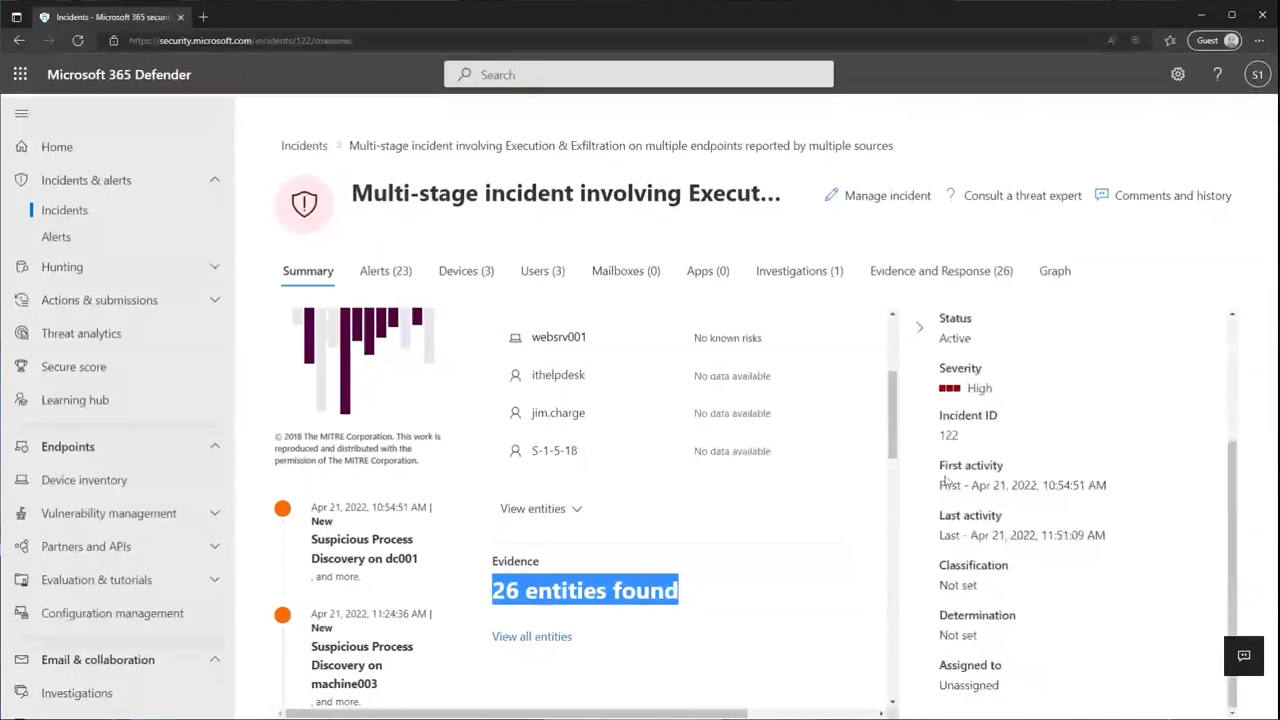 Incidents - Microsoft 365 securi
https://security.microsoft.com/incidents/122/overview
Guest
Microsoft 365 Defender
Search
S1
Home
Incidents & alerts
Incidents
Alerts
Hunting
Actions & submissions
Threat analytics
Secure score
Learning hub
Endpoints
Device inventory
Vulnerability management
Partners and APIs
Evaluation & tutorials
Configuration management
Email & collaboration
Investigations
Incidents
Multi-stage incident involving Execution & Exfiltration on multiple endpoints reported by multiple sources
Multi-stage incident involving Execut...
Manage incident
Consult a threat expert
Comments and history
Summary
Alerts (23)
Devices (3)
Users (3)
Mailboxes (0)
Apps (0)
Investigations (1)
Evidence and Response (26)
Graph
© 2018 The MITRE Corporation. This work is
reproduced and distributed with the
permission of The MITRE Corporation.
Apr 21, 2022, 10:54:51 AM |
New
Suspicious Process
Discovery on dc001
, and more.
Apr 21, 2022, 11:24:36 AM |
New
Suspicious Process
Discovery on
machine003
, and more.
websrv001
No known risks
ithelpdesk
No data available
jim.charge
No data available
S-1-5-18
No data available
View entities
Evidence
26 entities found
View all entities
Status
Active
Severity
High
Incident ID
122
First activity
First - Apr 21, 2022, 10:54:51 AM
Last activity
Last - Apr 21, 2022, 11:51:09 AM
Classification
Not set
Determination
Not set
Assigned to
Unassigned